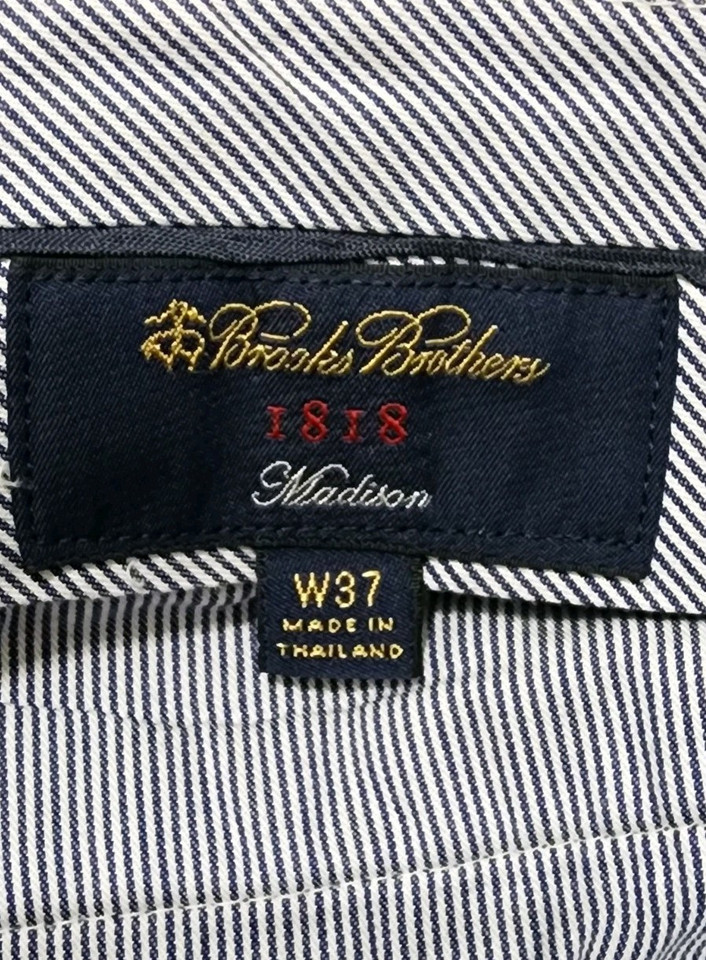 Brooks Brothers
1818
Madison
W37
MADE IN
THAILAND